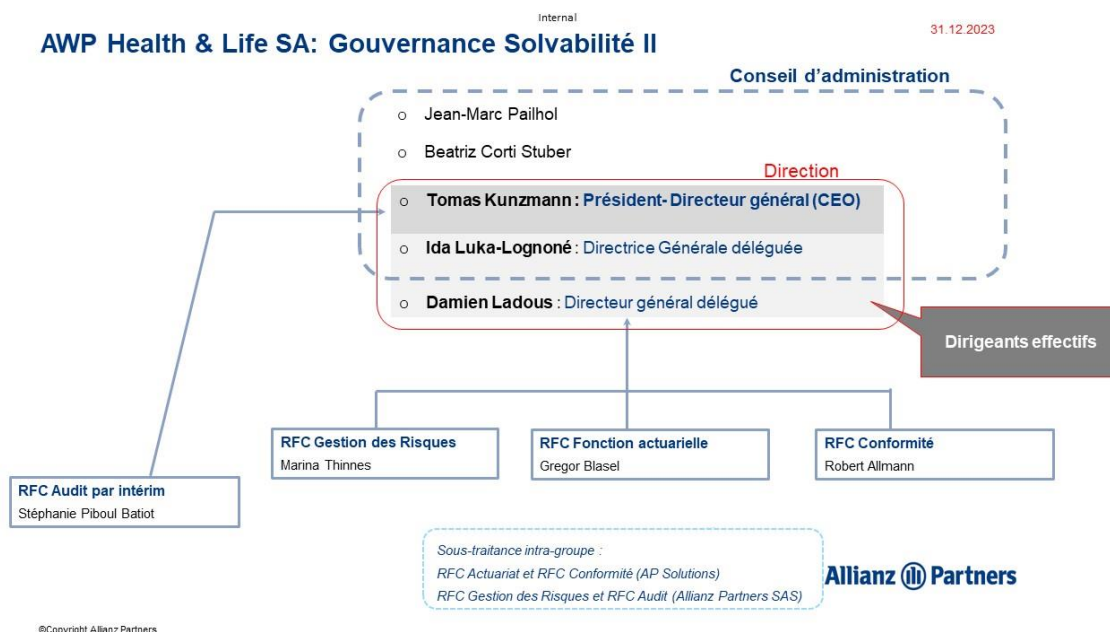 Internal
AWP Health & Life SA: Gouvernance Solvabilité II
31.12.2023
Conseil d'administration
o Jean-Marc Pailhol
o Beatriz Corti Stuber
Direction
o Tomas Kunzmann : Président- Directeur général (CEO)
o Ida Luka-Lognoné : Directrice Générale déléguée
o Damien Ladous : Directeur général délégué
Dirigeants effectifs
RFC Gestion des Risques
Marina Thinnes
RFC Fonction actuarielle
Gregor Blasel
RFC Conformité
Robert Allmann
RFC Audit par intérim
Stéphanie Piboul Batiot
Sous-traitance intra-groupe :
RFC Actuariat et RFC Conformité (AP Solutions)
RFC Gestion des Risques et RFC Audit (Allianz Partners SAS)
Allianz Partners
©Copyright Allianz Partners